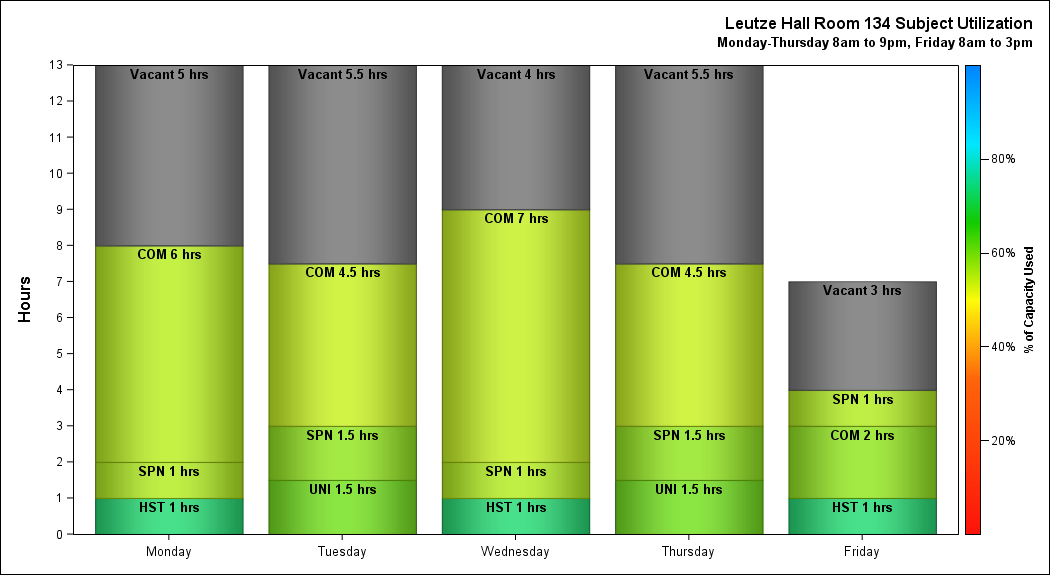 Leutze Hall Room 134 Subject Utilization
Monday-Thursday 8am to 9pm, Friday 8am to 3pm
Hours
13
12
11
10
9
8
7
6
5
4
3
2
1
0
Vacant 5 hrs
COM 6 hrs
SPN 1 hrs
HST 1 hrs
Vacant 5.5 hrs
COM 4.5 hrs
SPN 1.5 hrs
UNI 1.5 hrs
Vacant 4 hrs
COM 7 hrs
SPN 1 hrs
HST 1 hrs
Vacant 5.5 hrs
COM 4.5 hrs
SPN 1.5 hrs
UNI 1.5 hrs
Vacant 3 hrs
SPN 1 hrs
COM 2 hrs
HST 1 hrs
Monday
Tuesday
Wednesday
Thursday
Friday
80%
60%
40%
20%
% of Capacity Used